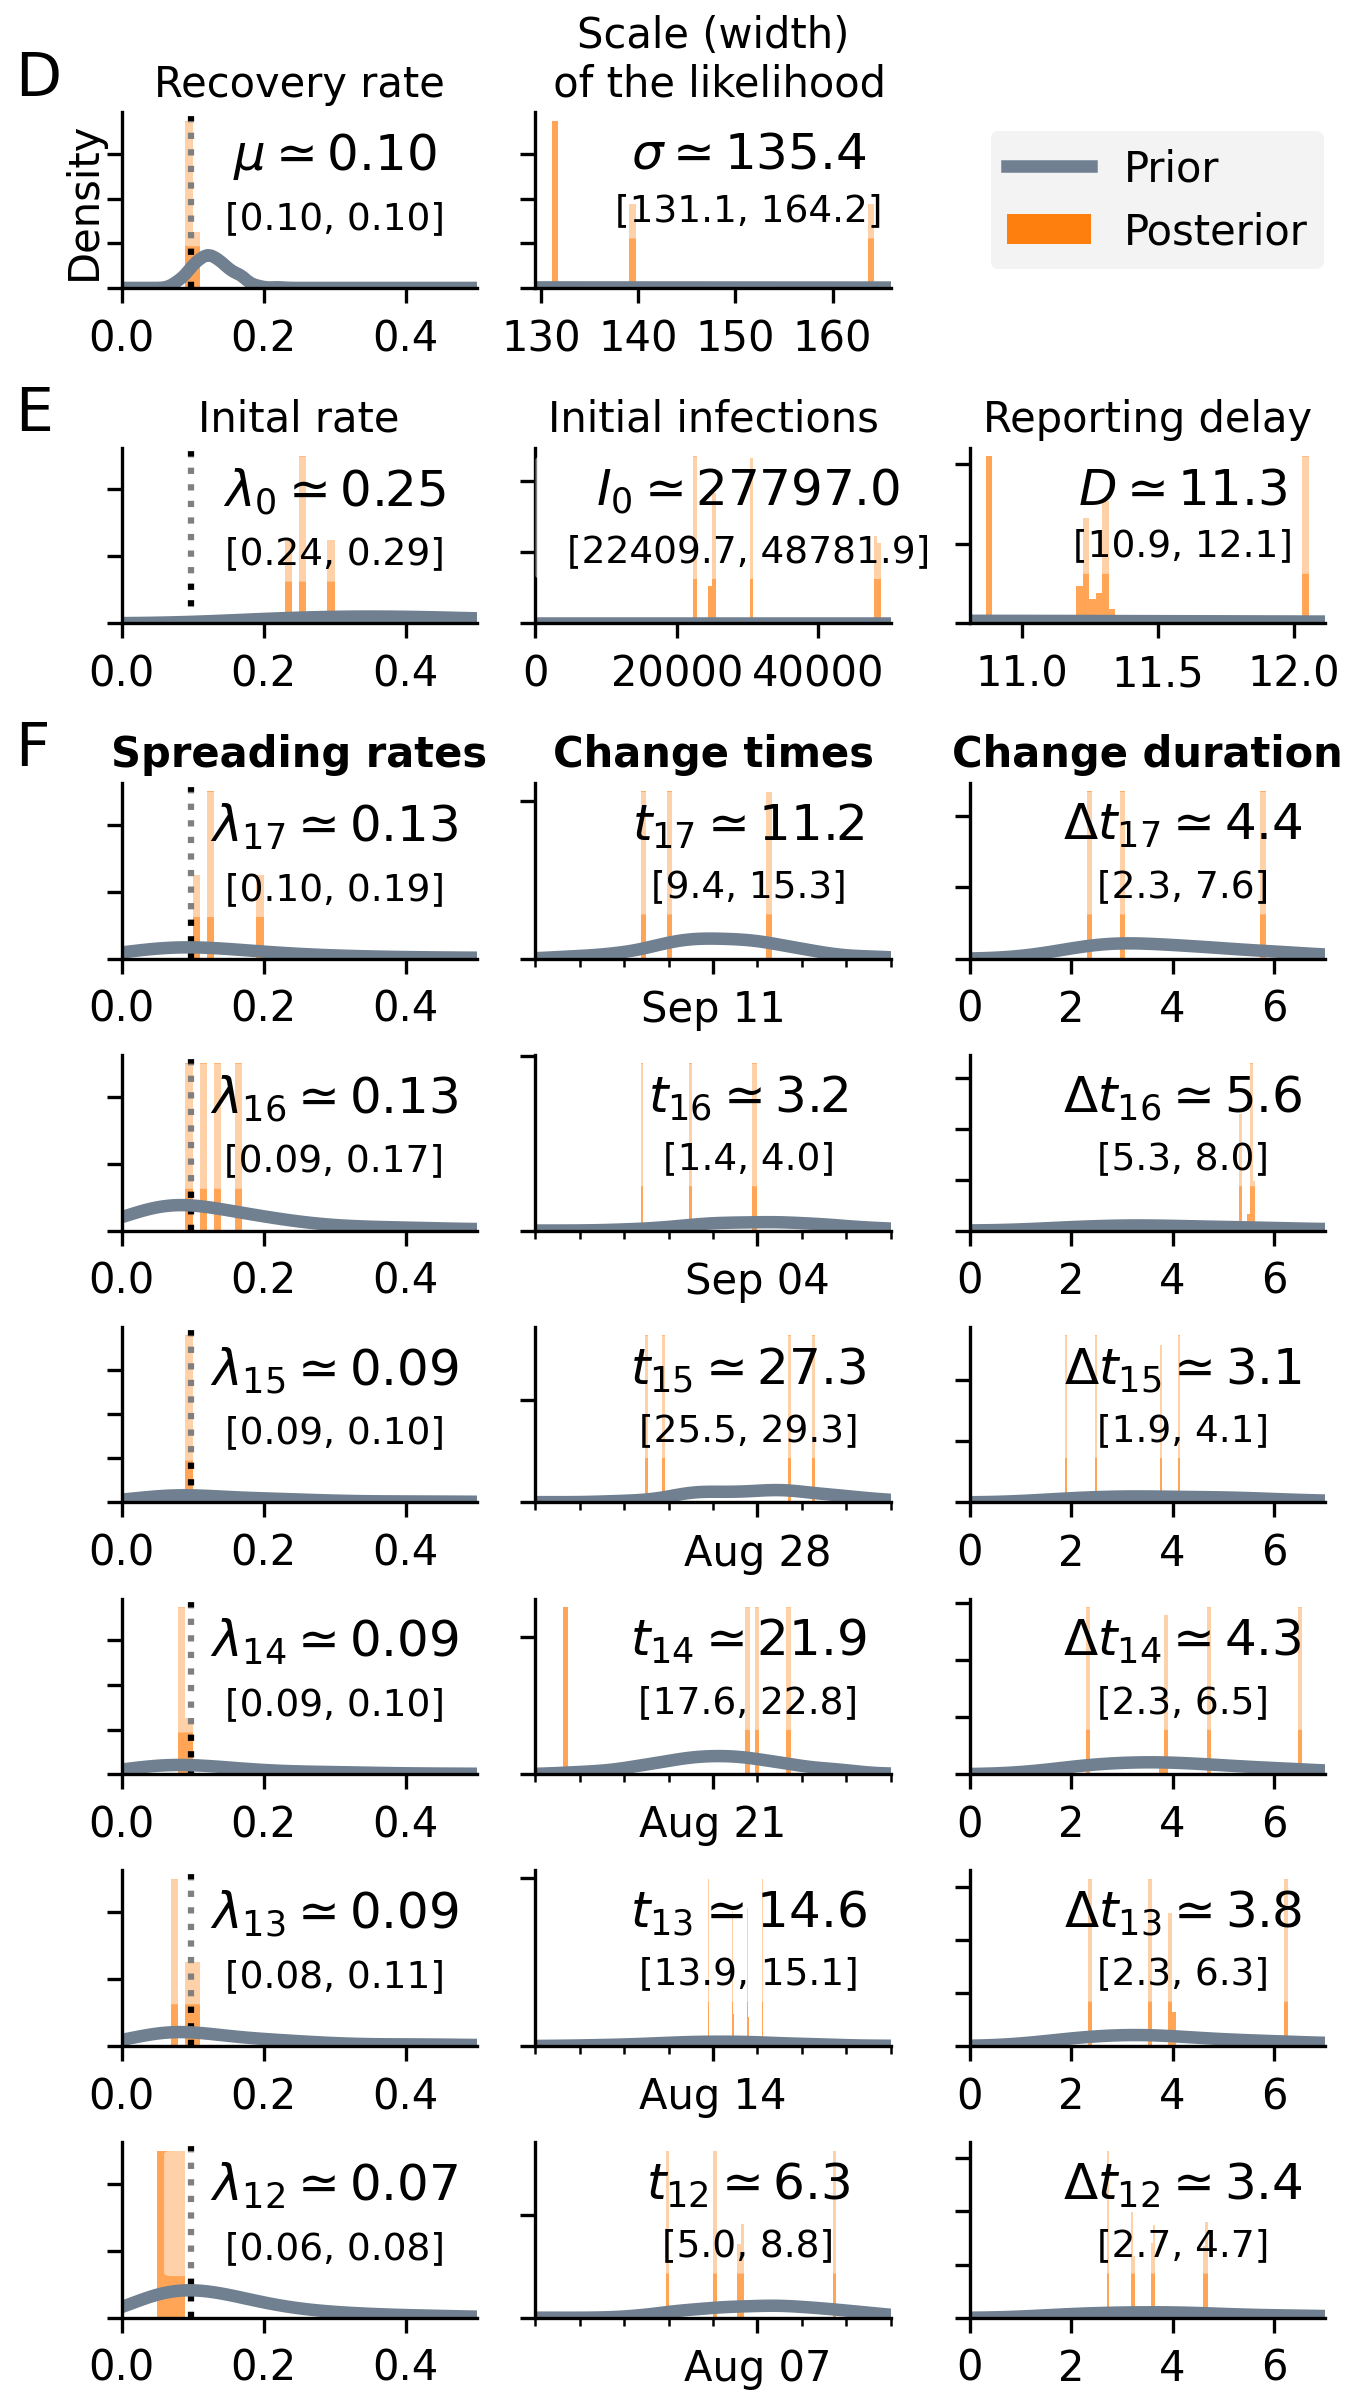 D
Recovery rate
Scale (width)
of the likelihood
Density
μ ≃ 0.10
[0.10, 0.10]
σ ≃ 135.4
[131.1, 164.2]
Prior
Posterior
0.0 0.2 0.4
130 140 150 160
E
Inital rate
Initial infections
Reporting delay
λ0 ≃ 0.25
[0.24, 0.29]
I0 ≃ 27797.0
[22409.7, 48781.9]
D ≃ 11.3
[10.9, 12.1]
0.0 0.2 0.4
0 20000 40000
11.0 11.5 12.0
F
Spreading rates
Change times
Change duration
λ17 ≃ 0.13
[0.10, 0.19]
t17 ≃ 11.2
[9.4, 15.3]
Δt17 ≃ 4.4
[2.3, 7.6]
0.0 0.2 0.4
Sep 11
0 2 4 6
λ16 ≃ 0.13
[0.09, 0.17]
t16 ≃ 3.2
[1.4, 4.0]
Δt16 ≃ 5.6
[5.3, 8.0]
0.0 0.2 0.4
Sep 04
0 2 4 6
λ15 ≃ 0.09
[0.09, 0.10]
t15 ≃ 27.3
[25.5, 29.3]
Δt15 ≃ 3.1
[1.9, 4.1]
0.0 0.2 0.4
Aug 28
0 2 4 6
λ14 ≃ 0.09
[0.09, 0.10]
t14 ≃ 21.9
[17.6, 22.8]
Δt14 ≃ 4.3
[2.3, 6.5]
0.0 0.2 0.4
Aug 21
0 2 4 6
λ13 ≃ 0.09
[0.08, 0.11]
t13 ≃ 14.6
[13.9, 15.1]
Δt13 ≃ 3.8
[2.3, 6.3]
0.0 0.2 0.4
Aug 14
0 2 4 6
λ12 ≃ 0.07
[0.06, 0.08]
t12 ≃ 6.3
[5.0, 8.8]
Δt12 ≃ 3.4
[2.7, 4.7]
0.0 0.2 0.4
Aug 07
0 2 4 6